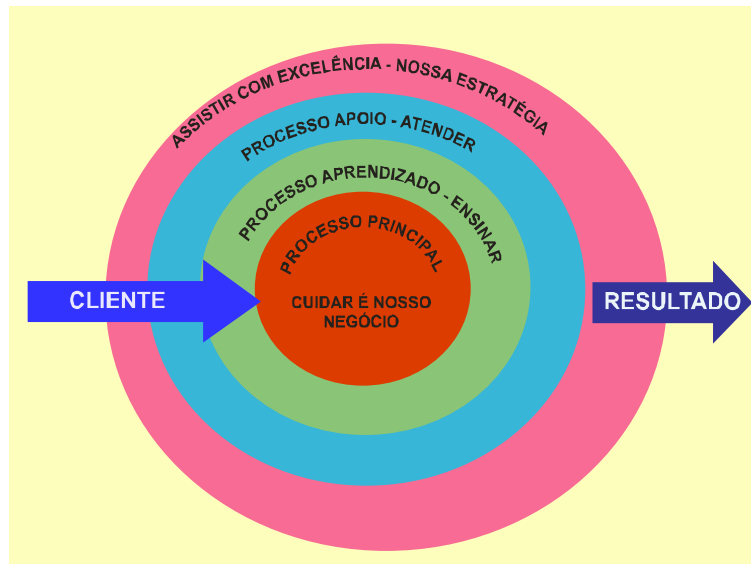 ASSISTIR COM EXCELÊNCIA - NOSSA ESTRATÉGIA
PROCESSO APOIO - ATENDER
PROCESSO APRENDIZADO - ENSINAR
PROCESSO PRINCIPAL
CLIENTE
CUIDAR É NOSSO
NEGÓCIO
RESULTADO